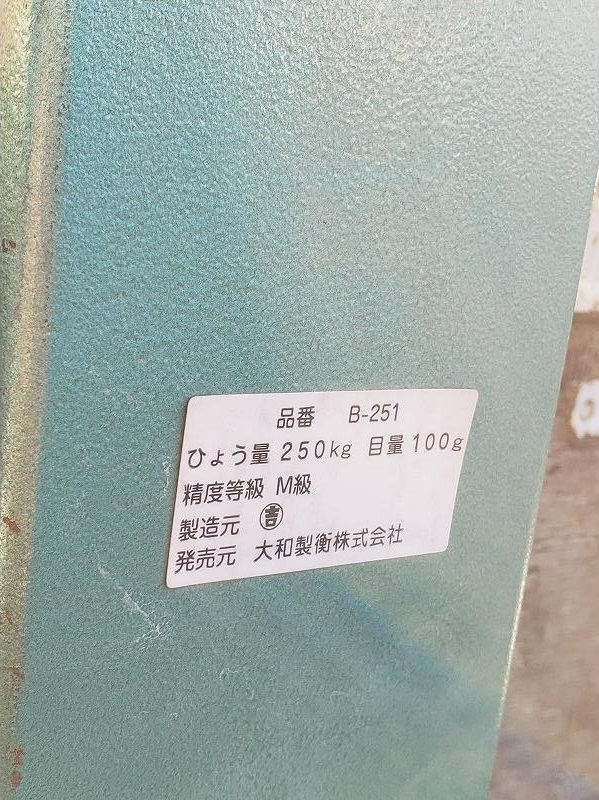 品番 B-251
ひょう量 250kg 目量 100g
精度等級 M級
製造元 ㊂
発売元 大和製衡株式会社